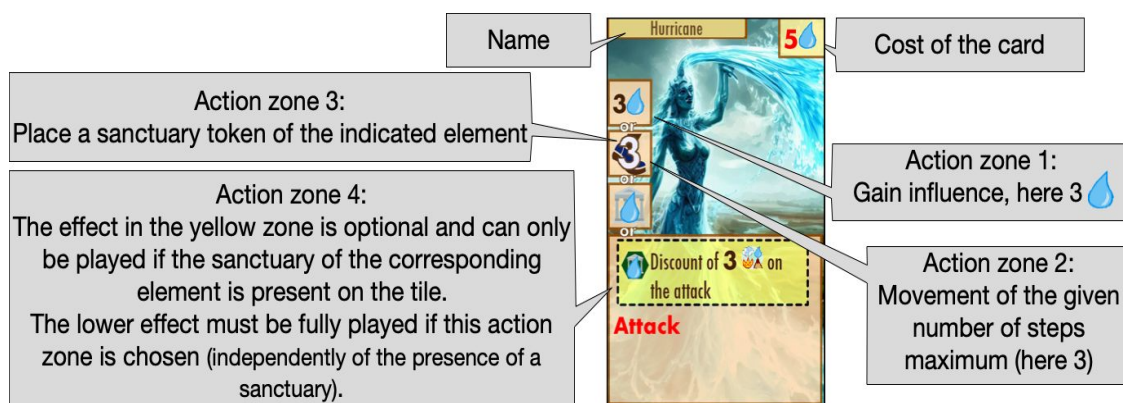 Name
Hurricane
5
Cost of the card
Action zone 3:
Place a sanctuary token of the indicated element
3
or
3
or
or
Action zone 1:
Gain influence, here 3
Action zone 4:
The effect in the yellow zone is optional and can only
be played if the sanctuary of the corresponding
element is present on the tile.
The lower effect must be fully played if this action
zone is chosen (independently of the presence of a
sanctuary).
Discount of 3 on
the attack
Attack
Action zone 2:
Movement of the given
number of steps
maximum (here 3)